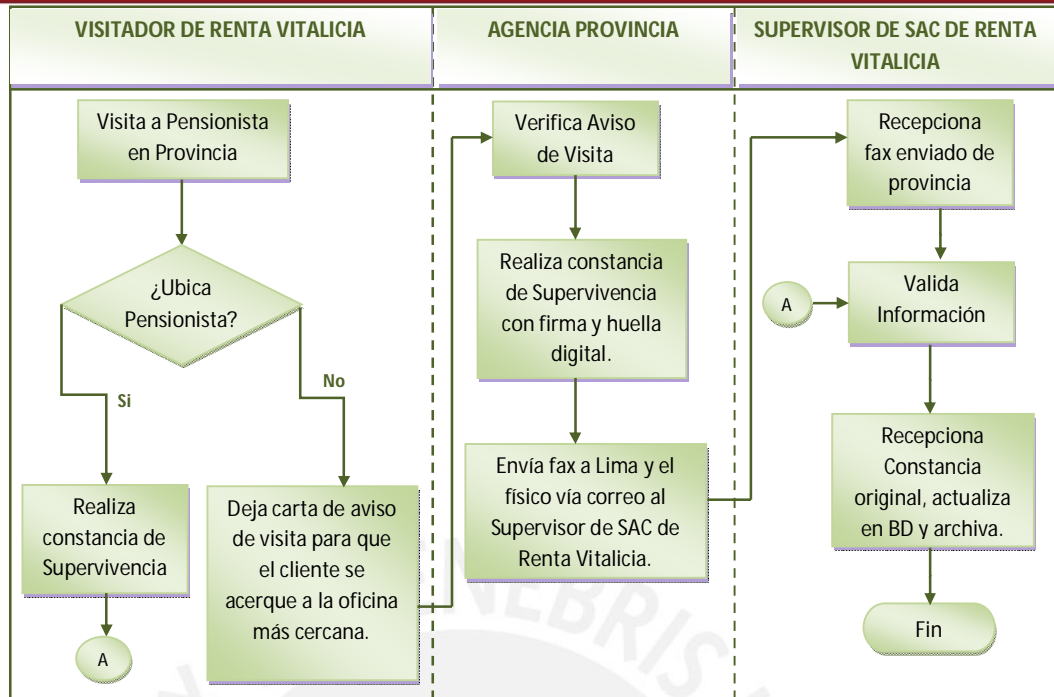 VISITADOR DE RENTA VITALICIA
AGENCIA PROVINCIA
SUPERVISOR DE SAC DE RENTA
VITALICIA
Visita a Pensionista
en Provincia
¿Ubica
Pensionista?
Si
No
Realiza
constancia de
Supervivencia
A
Deja carta de aviso
de visita para que
el cliente se
acerque a la oficina
más cercana.
Verifica Aviso
de Visita
Realiza constancia
de Supervivencia
con firma y huella
digital.
Envía fax a Lima y el
físico vía correo al
Supervisor de SAC de
Renta Vitalicia.
Recepciona
fax enviado de
provincia
A
Valida
Información
Recepciona
Constancia
original, actualiza
en BD y archiva.
Fin